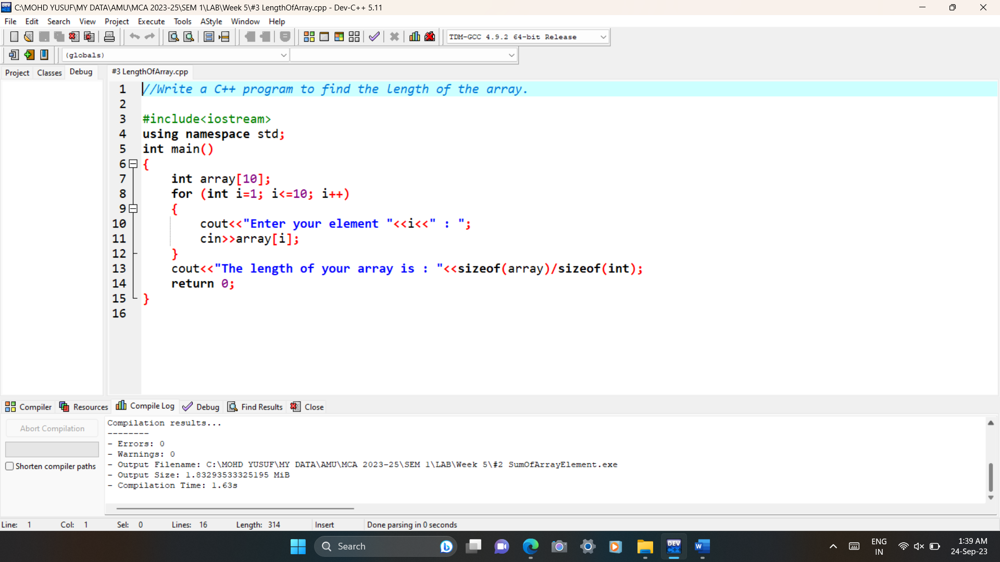 C:\MOHD YUSUF\MY DATA\AMU\MCA 2023-25\SEM 1\LAB\Week 5\#3 LengthOfArray.cpp - Dev-C++ 5.11
File Edit Search View Project Execute Tools AStyle Window Help
TDM-GCC 4.9.2 64-bit Release
(globals)
Project Classes Debug
#3 LengthOfArray.cpp
1 //Write a C++ program to find the length of the array.
2
3 #include<iostream>
4 using namespace std;
5 int main()
6 {
7 int array[10];
8 for (int i=1; i<=10; i++)
9 {
10 cout<<"Enter your element "<<i<<" : ";
11 cin>>array[i];
12 }
13 cout<<"The length of your array is : "<<sizeof(array)/sizeof(int);
14 return 0;
15 }
16
Compiler Resources Compile Log Debug Find Results Close
Abort Compilation
Shorten compiler paths
Compilation results...
--------
- Errors: 0
- Warnings: 0
- Output Filename: C:\MOHD YUSUF\MY DATA\AMU\MCA 2023-25\SEM 1\LAB\Week 5\#2 SumOfArrayElement.exe
- Output Size: 1.83293533325195 MiB
- Compilation Time: 1.63s
Line: 1 Col: 1 Sel: 0 Lines: 16 Length: 314 Insert Done parsing in 0 seconds
Search
DEV C++
W
ENG
IN
1:39 AM
24-Sep-23